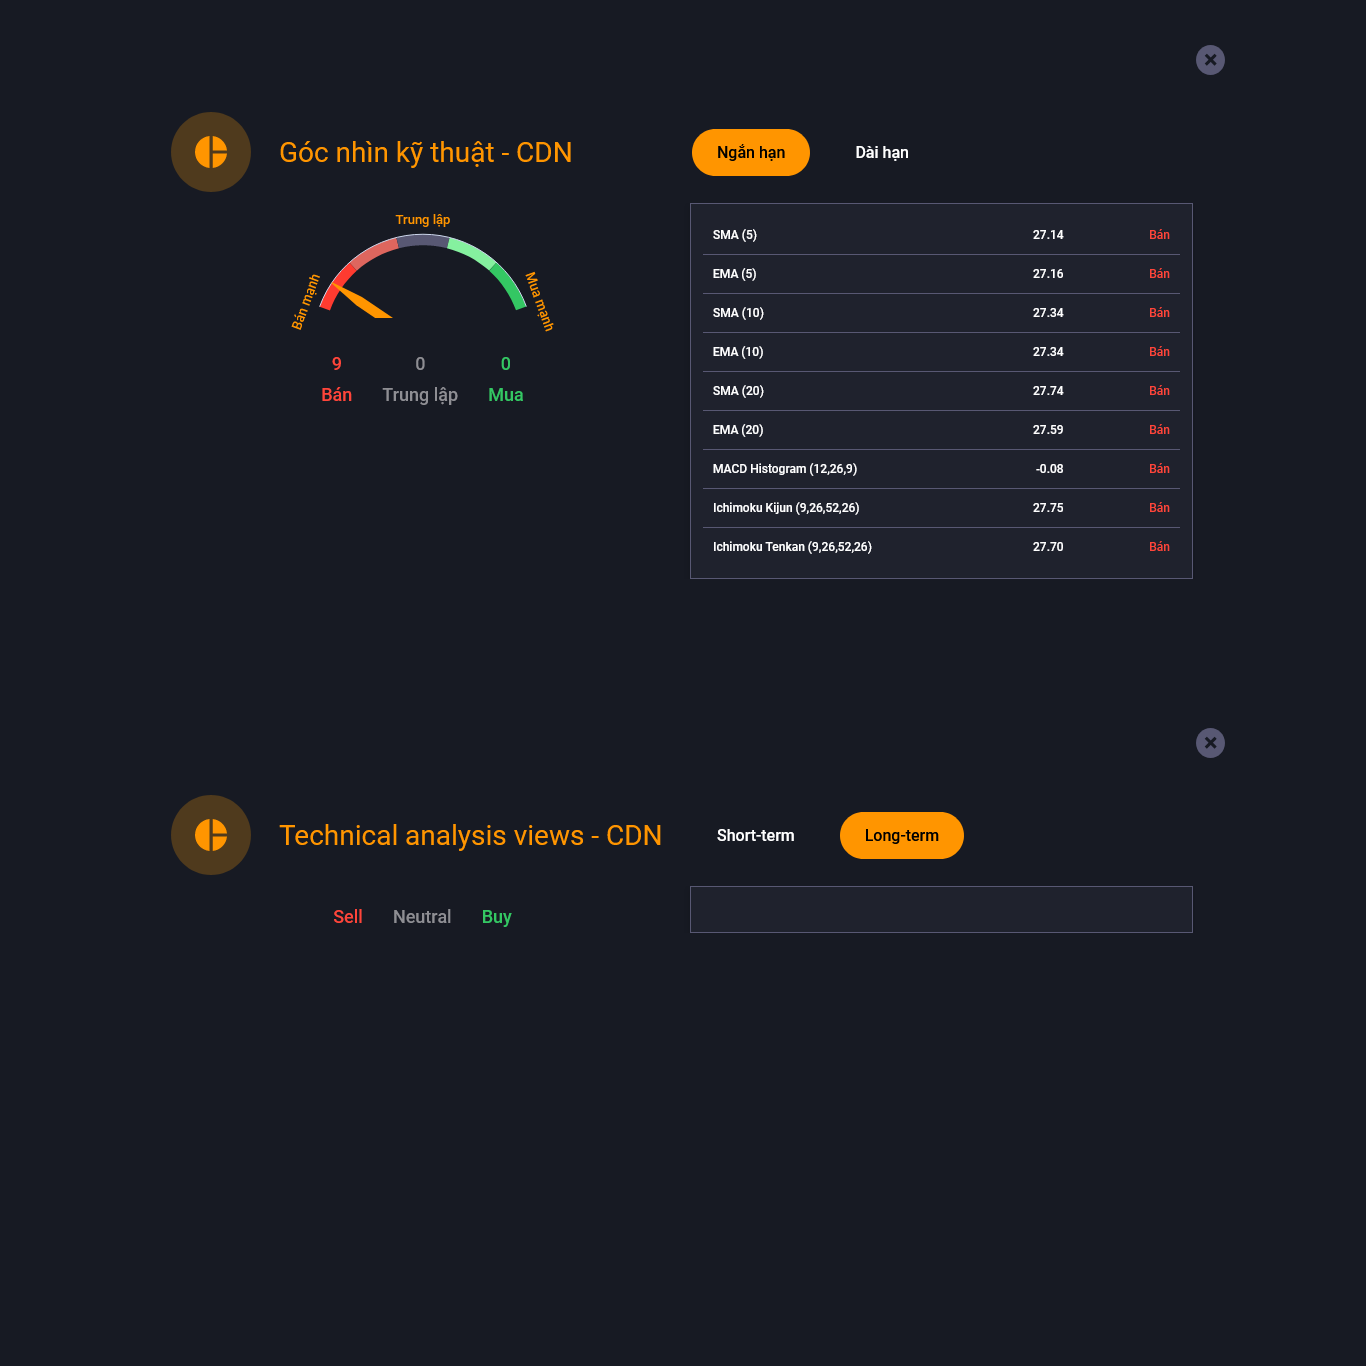 Góc nhìn kỹ thuật - CDN
Ngắn hạn Dài hạn
Trung lập
Bán mạnh
Mua mạnh
9 0 0
Bán Trung lập Mua
SMA (5) 27.14 Bán
EMA (5) 27.16 Bán
SMA (10) 27.34 Bán
EMA (10) 27.34 Bán
SMA (20) 27.74 Bán
EMA (20) 27.59 Bán
MACD Histogram (12,26,9) -0.08 Bán
Ichimoku Kijun (9,26,52,26) 27.75 Bán
Ichimoku Tenkan (9,26,52,26) 27.70 Bán
Technical analysis views - CDN
Short-term Long-term
Sell Neutral Buy